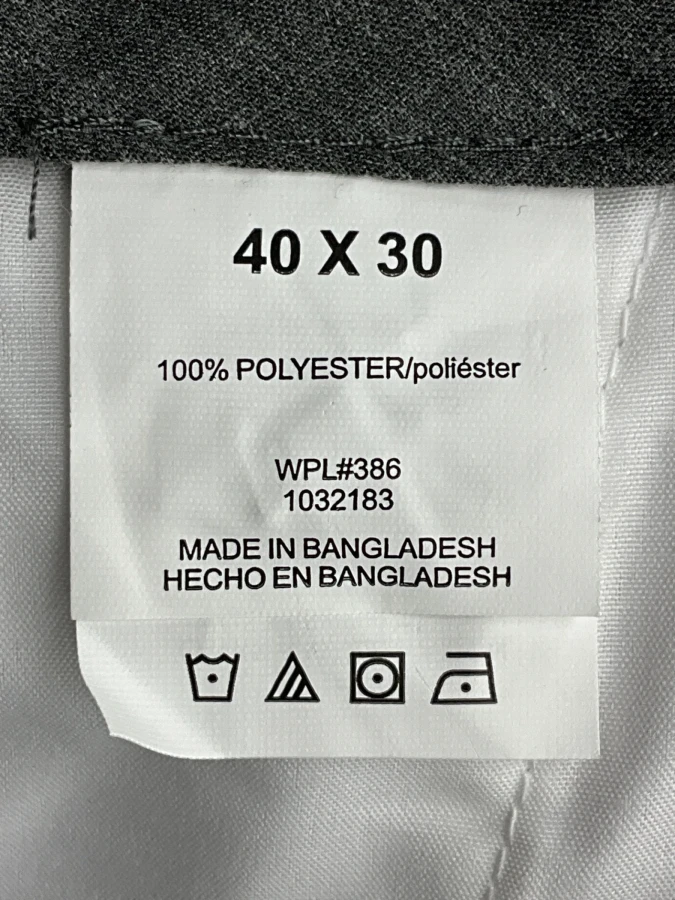 40 X 30
100% POLYESTER/poliéster
WPL#386
1032183
MADE IN BANGLADESH
HECHO EN BANGLADESH